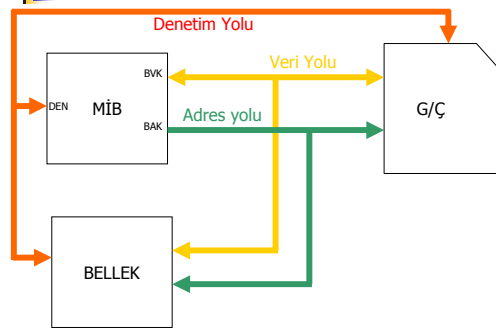 Denetim Yolu
BVK
Veri Yolu
DEN
MİB
G/Ç
Adres yolu
BAK
BELLEK